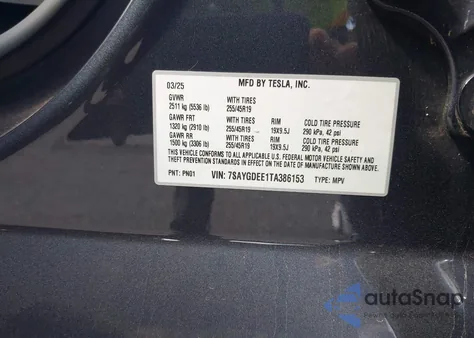 MFD BY TESLA, INC.
03/25
GVWR WITH TIRES
2511 kg (5536 lb) 255/45R19
GAWR FRT WITH TIRES RIM COLD TIRE PRESSURE
1320 kg (2910 lb) 255/45R19 19X9.5J 290 kPa, 42 psi
GAWR RR WITH TIRES RIM COLD TIRE PRESSURE
1500 kg (3306 lb) 255/45R19 19X9.5J 290 kPa, 42 psi
THIS VEHICLE CONFORMS TO ALL APPLICABLE U.S. FEDERAL MOTOR VEHICLE SAFETY AND
THEFT PREVENTION STANDARDS IN EFFECT ON THE DATE OF MANUFACTURE SHOWN ABOVE.
PNT: PN01 VIN: 7SAYGDEE1TA386153 TYPE: MPV
autaSnap